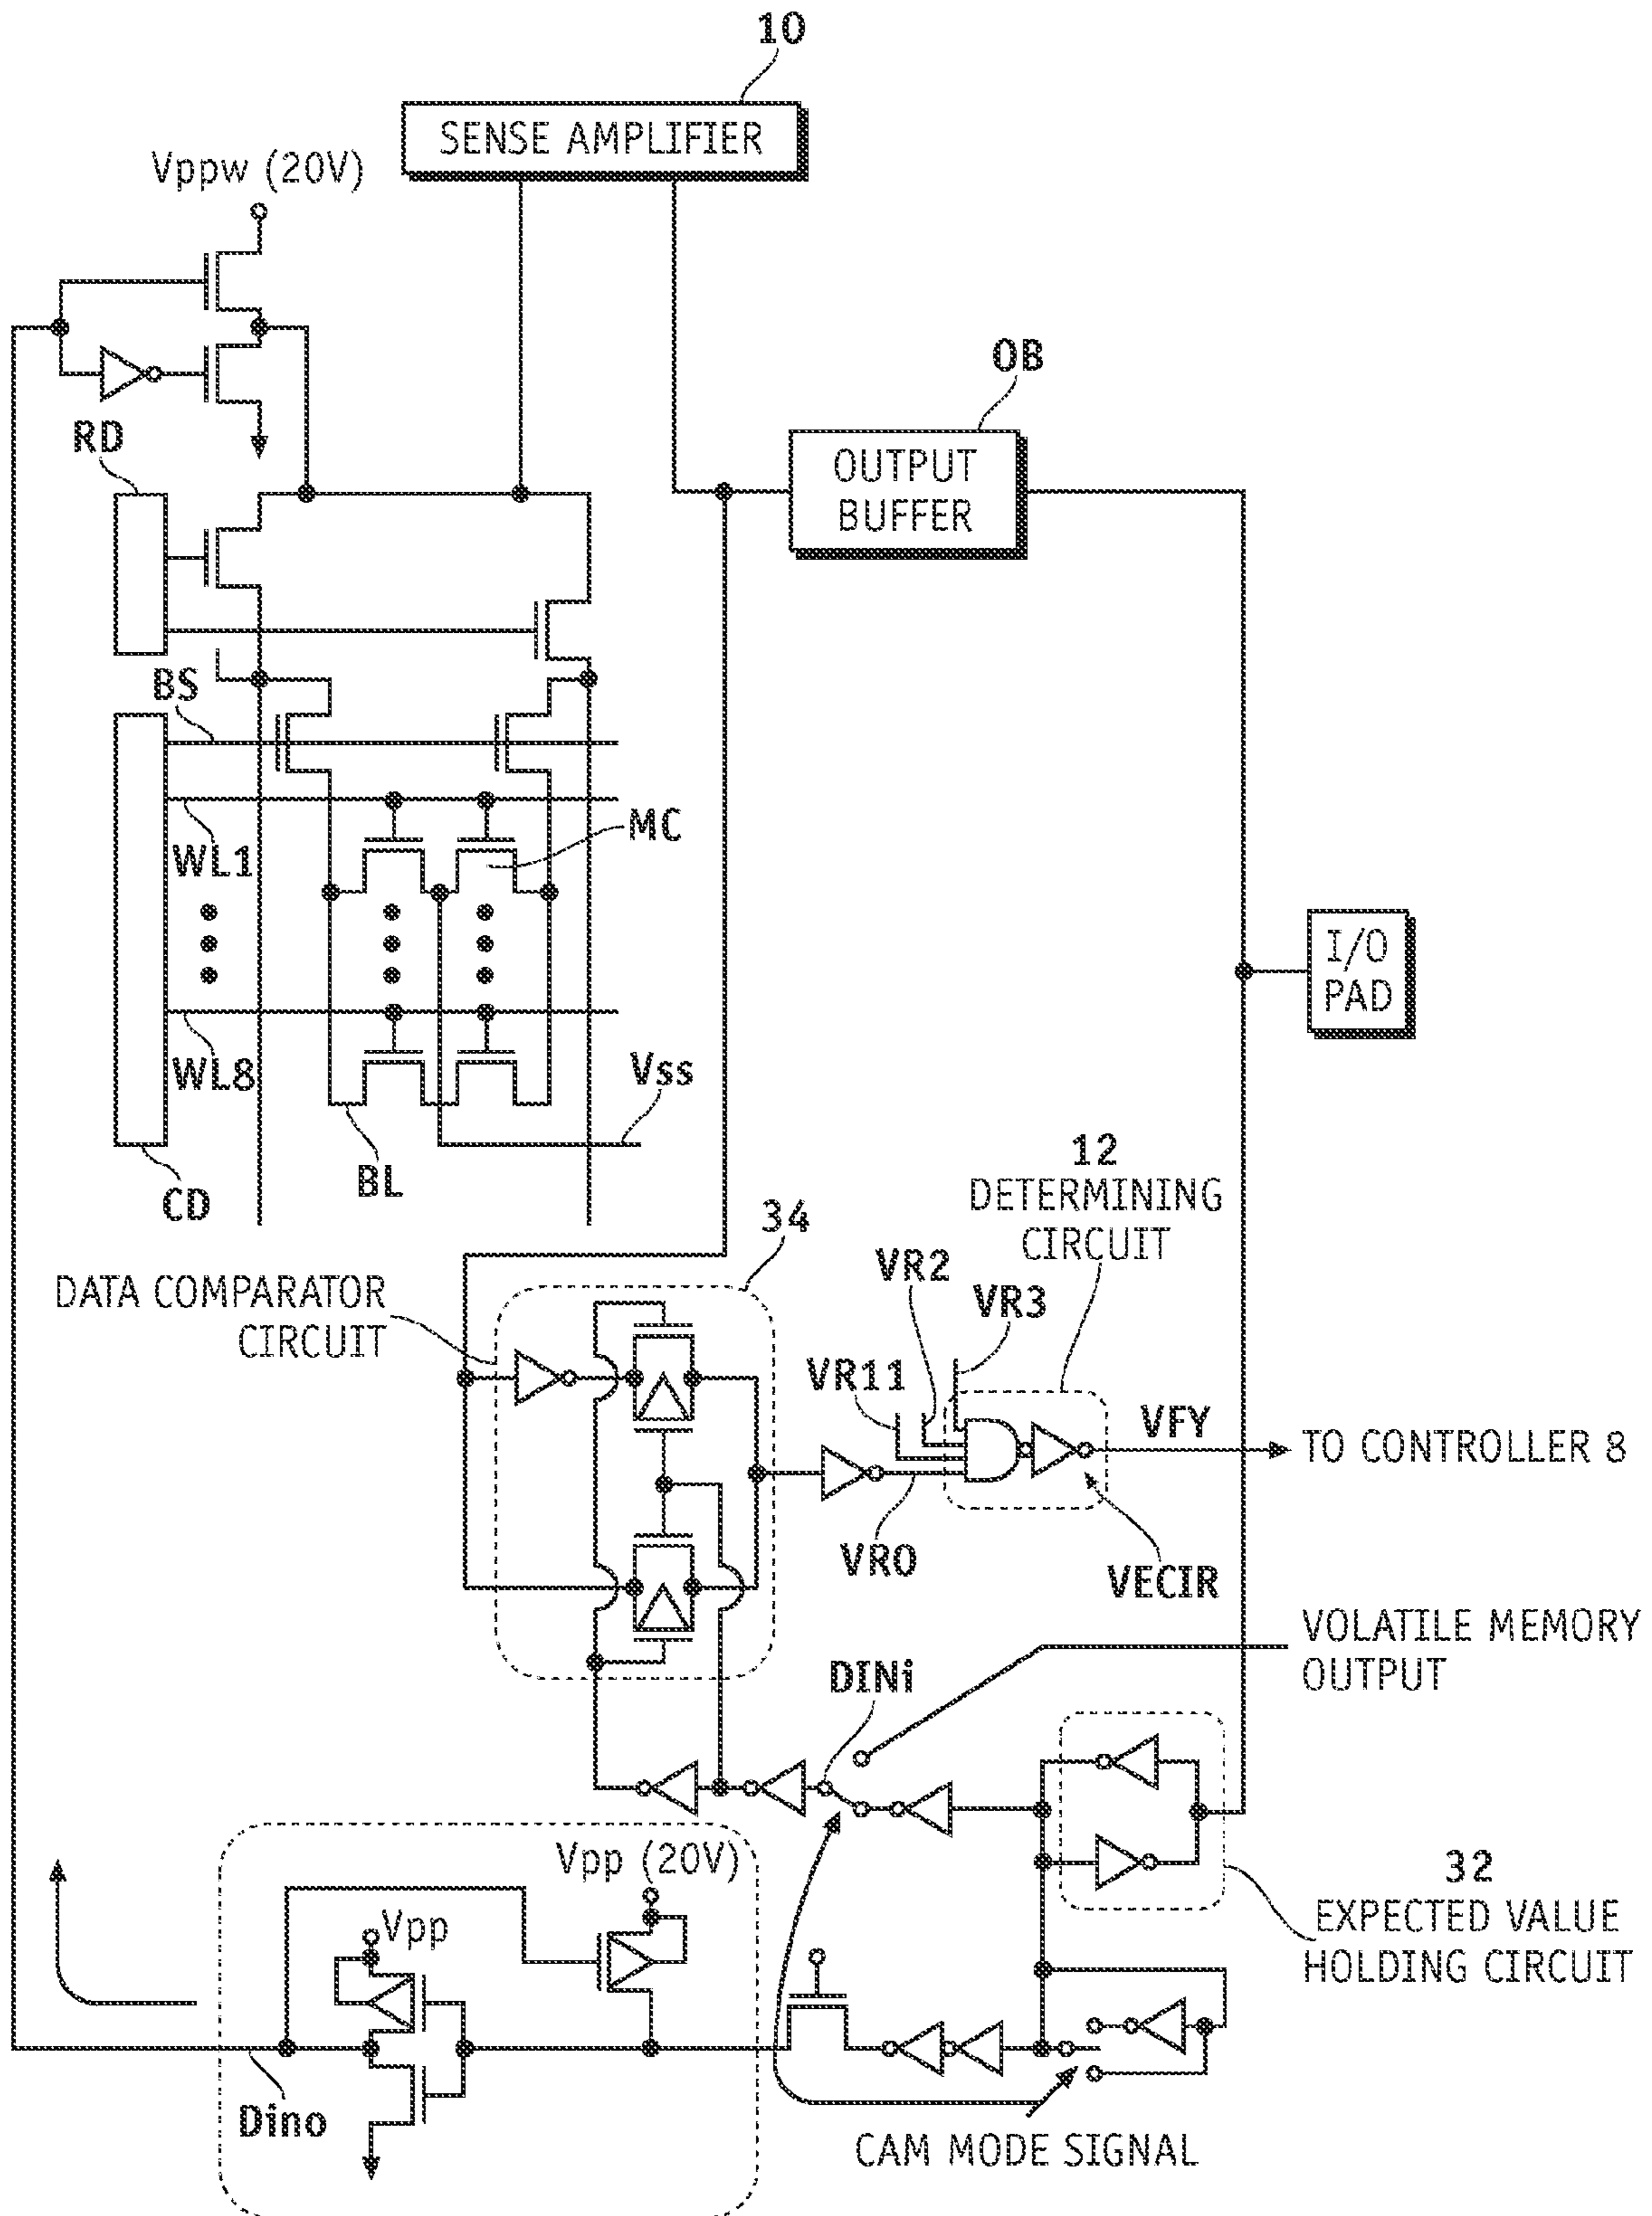 10
SENSE AMPLIFIER
Vppw (20V)
OB
OUTPUT
BUFFER
RD
BS
MC
WL1
I/O
PAD
WL8
Vss
BL
CD
12
DETERMINING
CIRCUIT
34
VR2
DATA COMPARATOR
CIRCUIT
VR3
VR11
VFY
TO CONTROLLER 8
VR0
VECIR
VOLATILE MEMORY
OUTPUT
DINi
Vpp (20V)
32
EXPECTED VALUE
HOLDING CIRCUIT
Vpp
Dino
CAM MODE SIGNAL